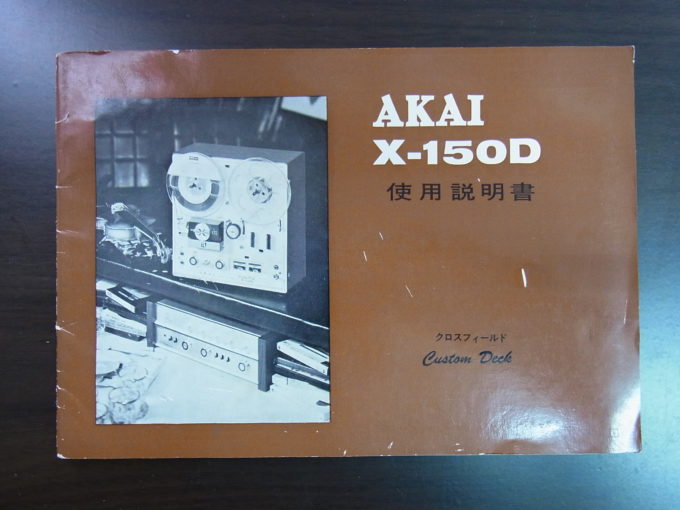 AKAI
X-150D
使用説明書
クロスフィールド
Custom Deck